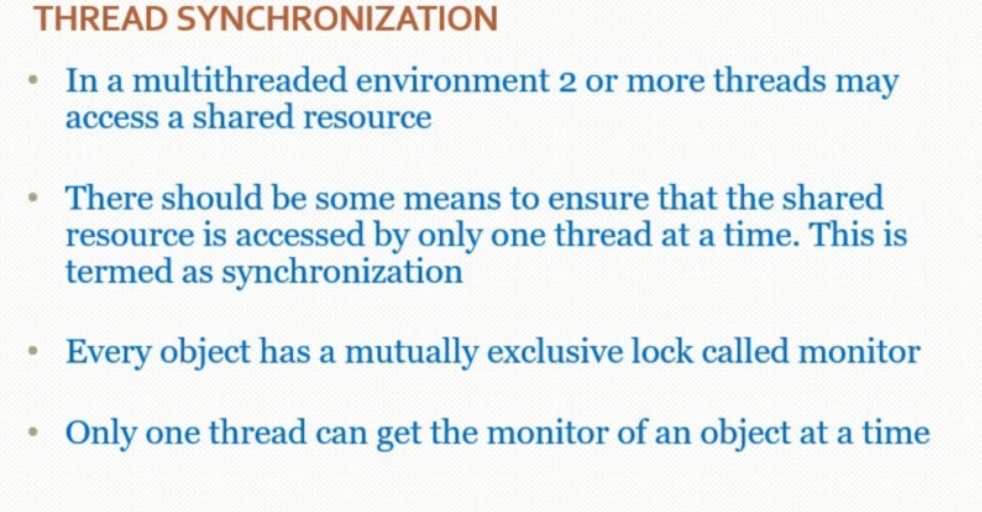 THREAD SYNCHRONIZATION
• In a multithreaded environment 2 or more threads may
access a shared resource
• There should be some means to ensure that the shared
resource is accessed by only one thread at a time. This is
termed as synchronization
• Every object has a mutually exclusive lock called monitor
• Only one thread can get the monitor of an object at a time